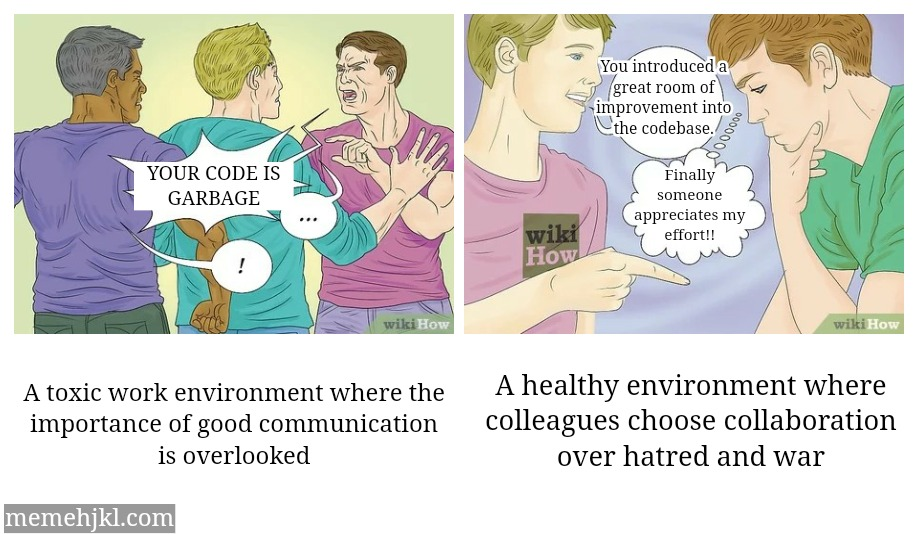 YOUR CODE IS
GARBAGE
...
!
wikiHow
You introduced a
great room of
improvement into
the codebase.
Finally
someone
appreciates my
effort!!
wiki
How
wikiHow
A toxic work environment where the
importance of good communication
is overlooked
A healthy environment where
colleagues choose collaboration
over hatred and war
memehjkl.com